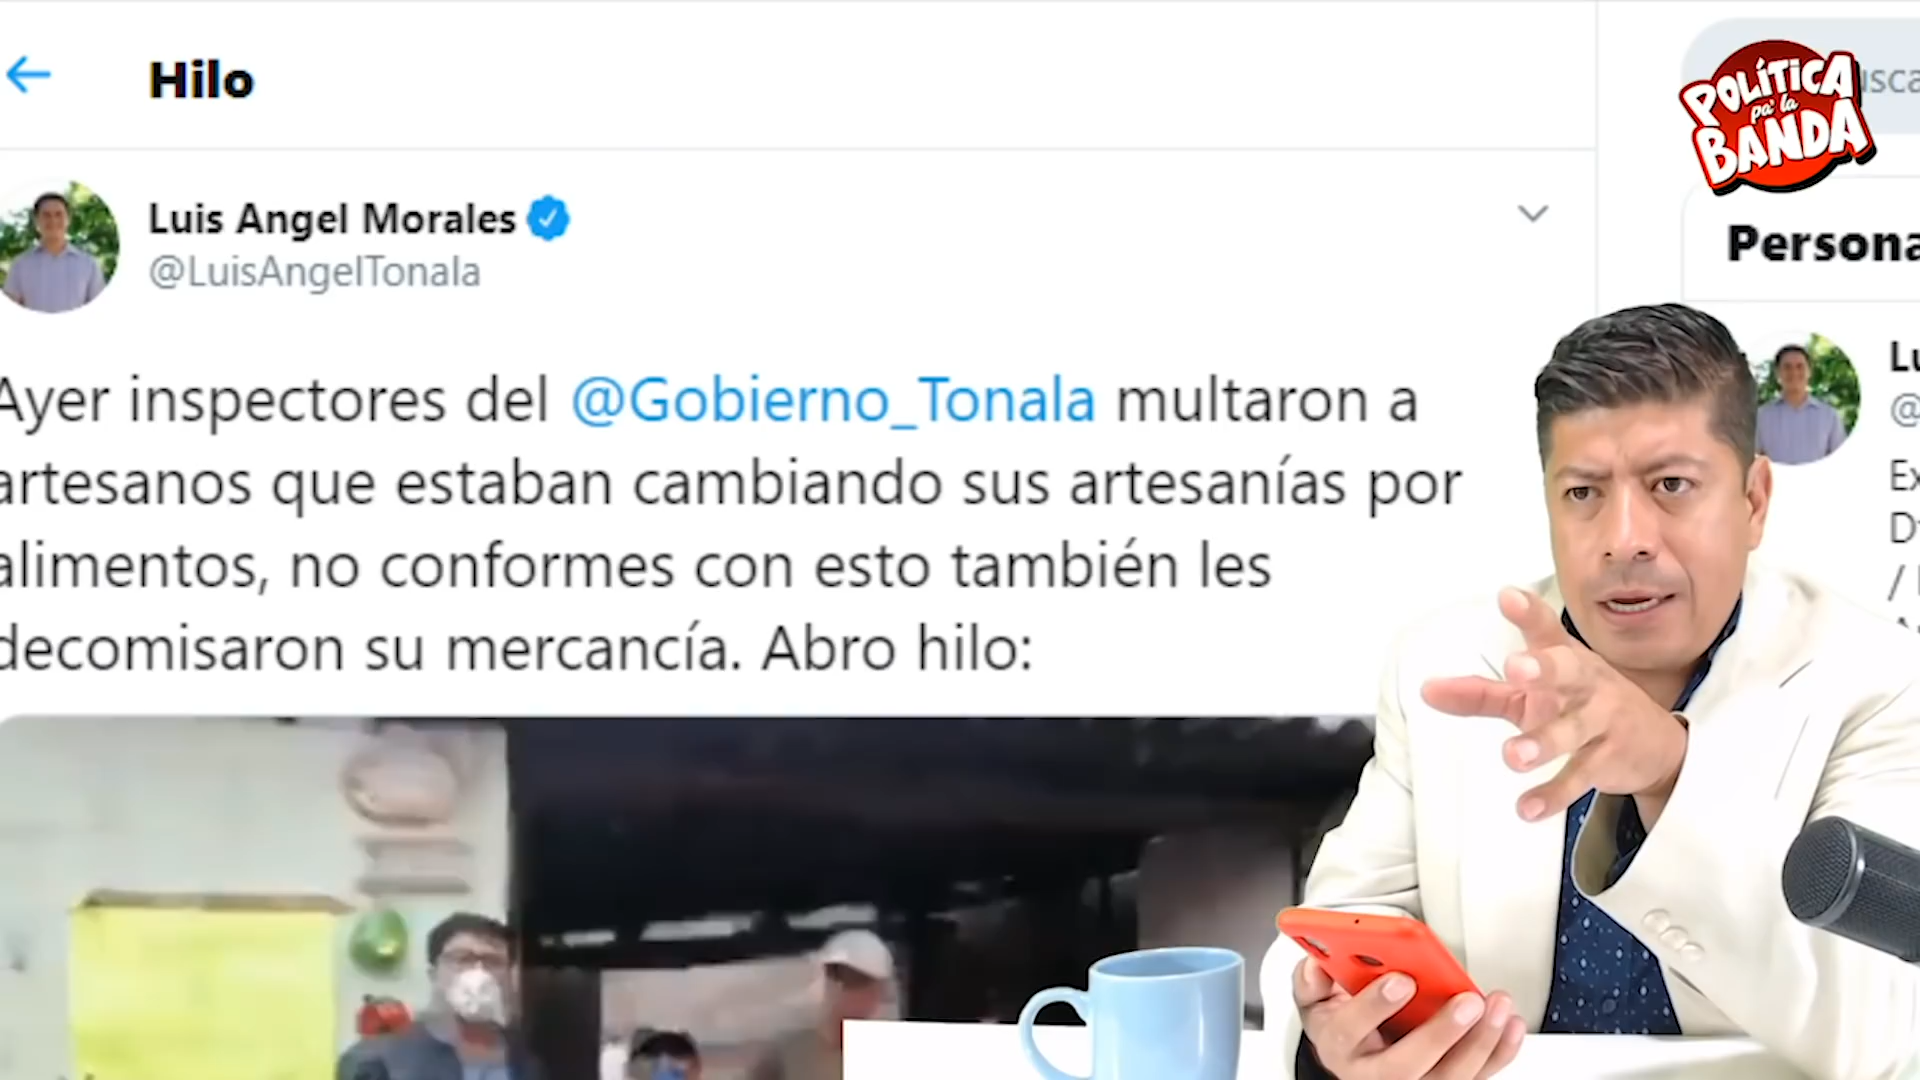 Hilo
POLÍTICA
pa' la
BANDA
Luis Angel Morales
@LuisAngelTonala
Persona
Ayer inspectores del @Gobierno_Tonala multaron a
artesanos que estaban cambiando sus artesanías por
alimentos, no conformes con esto también les
decomisaron su mercancía. Abro hilo: